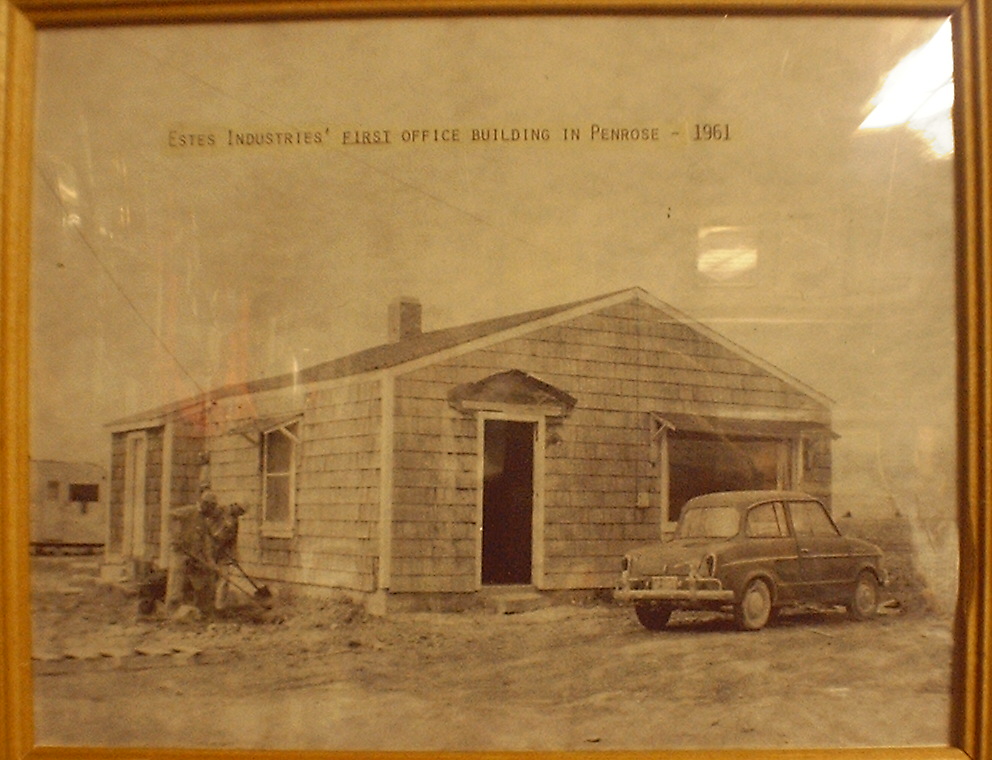 Estes Industries' first office building in Penrose - 1961